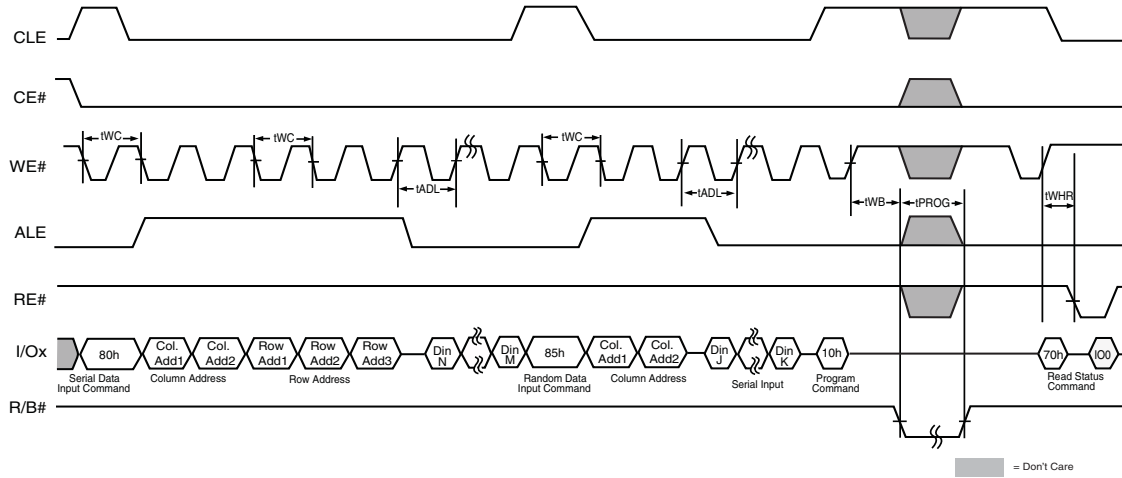 CLE
CE#
tWC
tWC
tWC
WE#
tADL
tADL
tWB
tPROG
tWHR
ALE
RE#
I/Ox
80h
Col. Add1
Col. Add2
Row Add1
Row Add2
Row Add3
Din N
Din M
85h
Col. Add1
Col. Add2
Din J
Din K
10h
70h
IO0
Serial Data Input Command
Column Address
Row Address
Random Data Input Command
Column Address
Serial Input
Program Command
Read Status Command
R/B#
= Don't Care